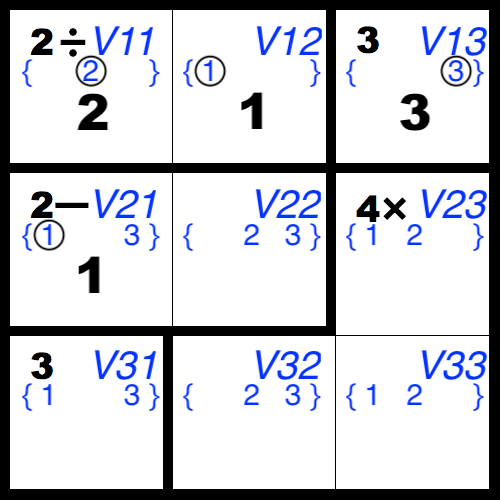 2÷V11 V12 3 V13
{ 2 } {1 } { 3}
2 1 3
2−V21 V22 4×V23
{1 3} { 2 3} {1 2 }
1
3 V31 V32 V33
{1 3} { 2 3} {1 2 }